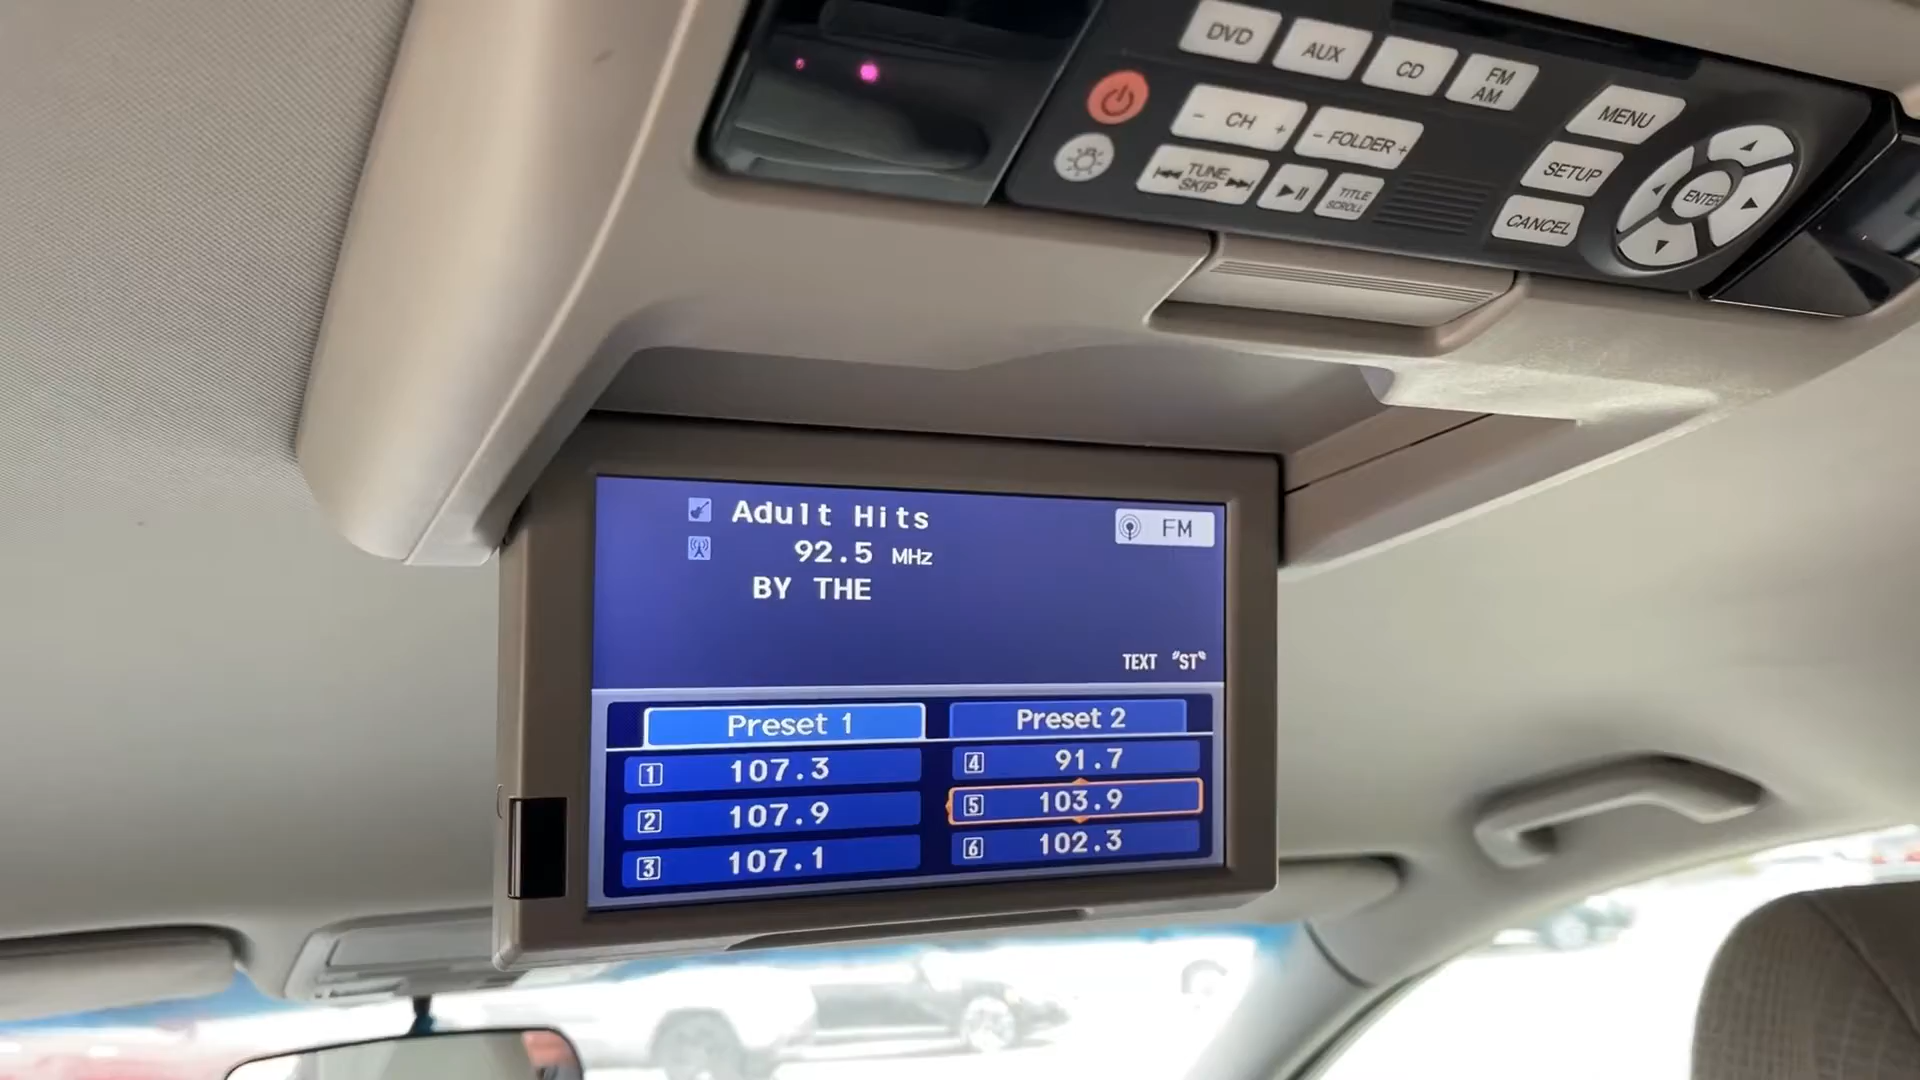 DVD
AUX
CD
FM
AM
- CH +
- FOLDER +
TUNE
SKIP
TITLE
SCROLL
MENU
SETUP
CANCEL
ENTER
Adult Hits
FM
92.5 MHz
BY THE
TEXT "ST"
Preset 1
Preset 2
1 107.3
2 107.9
3 107.1
4 91.7
5 103.9
6 102.3